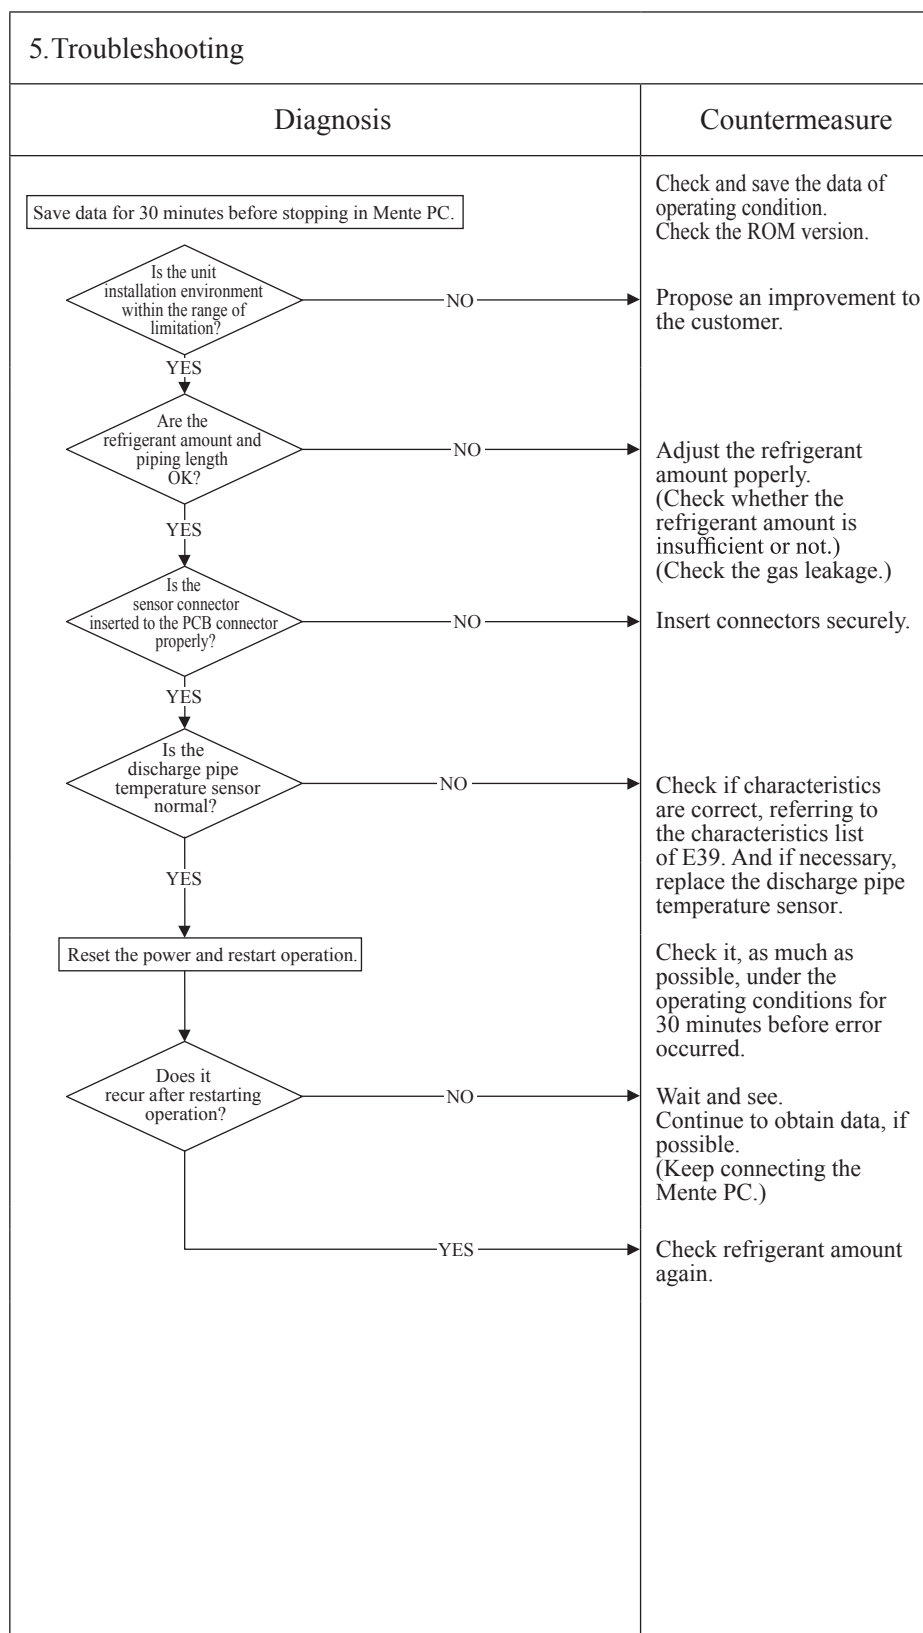 5.Troubleshooting
Diagnosis
Countermeasure
Save data for 30 minutes before stopping in Mente PC.
Check and save the data of
operating condition.
Check the ROM version.
Is the unit
installation environment
within the range of
limitation?
NO
Propose an improvement to
the customer.
YES
Are the
refrigerant amount and
piping length
OK?
NO
Adjust the refrigerant
amount poperly.
(Check whether the
refrigerant amount is
insufficient or not.)
(Check the gas leakage.)
YES
Is the
sensor connector
inserted to the PCB connector
properly?
NO
Insert connectors securely.
YES
Is the
discharge pipe
temperature sensor
normal?
NO
Check if characteristics
are correct, referring to
the characteristics list
of E39. And if necessary,
replace the discharge pipe
temperature sensor.
YES
Reset the power and restart operation.
Check it, as much as
possible, under the
operating conditions for
30 minutes before error
occurred.
Does it
recur after restarting
operation?
NO
Wait and see.
Continue to obtain data, if
possible.
(Keep connecting the
Mente PC.)
YES
Check refrigerant amount
again.